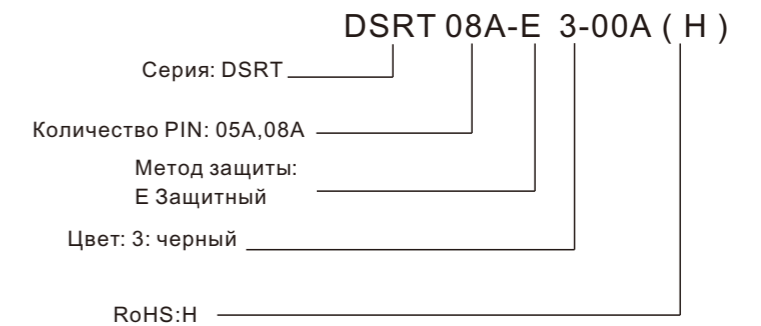 DSRT 08A-E 3-00A ( H )
Серия: DSRT
Количество PIN: 05A,08A
Метод защиты:
E Защитный
Цвет: 3: черный
RoHS:H